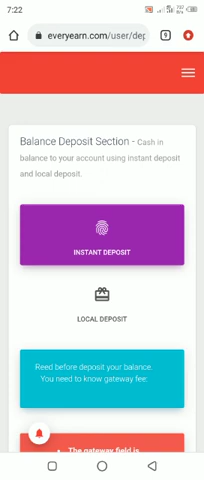 7:22
everyearn.com/user/dep
9
Balance Deposit Section - Cash in
balance to your account using instant deposit
and local deposit.
INSTANT DEPOSIT
LOCAL DEPOSIT
Reed before deposit your balance.
You need to know gateway fee:
The gateway field is